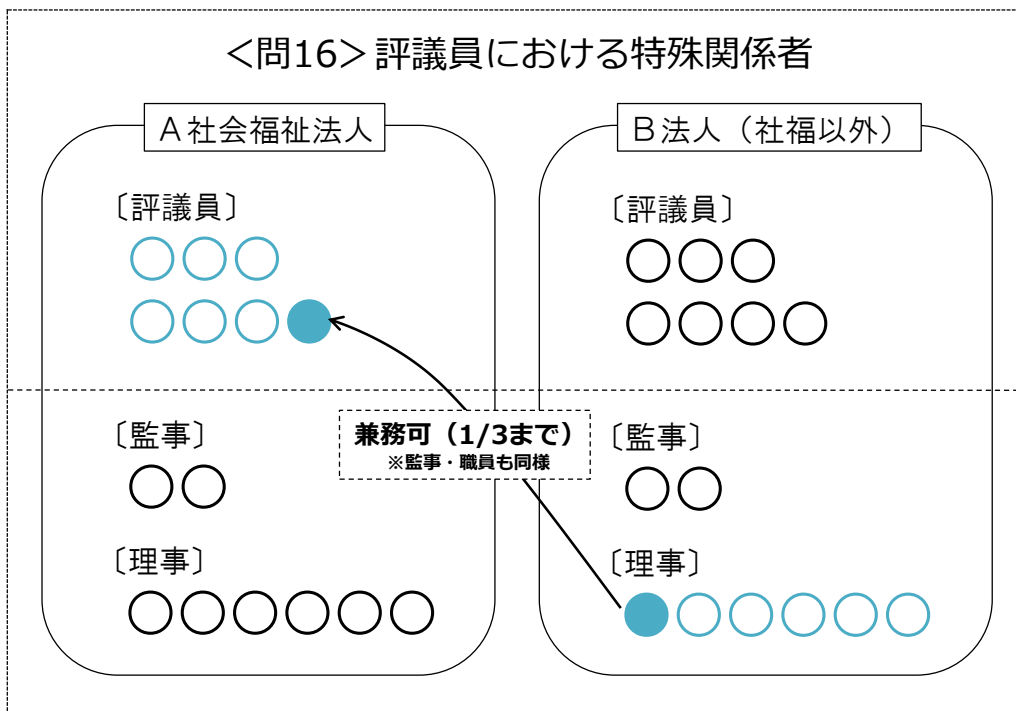 ＜問16＞評議員における特殊関係者
Ａ社会福祉法人
Ｂ法人（社福以外）
〔評議員〕
〔評議員〕
兼務可（1/3まで）
※監事・職員も同様
〔監事〕
〔監事〕
〔理事〕
〔理事〕